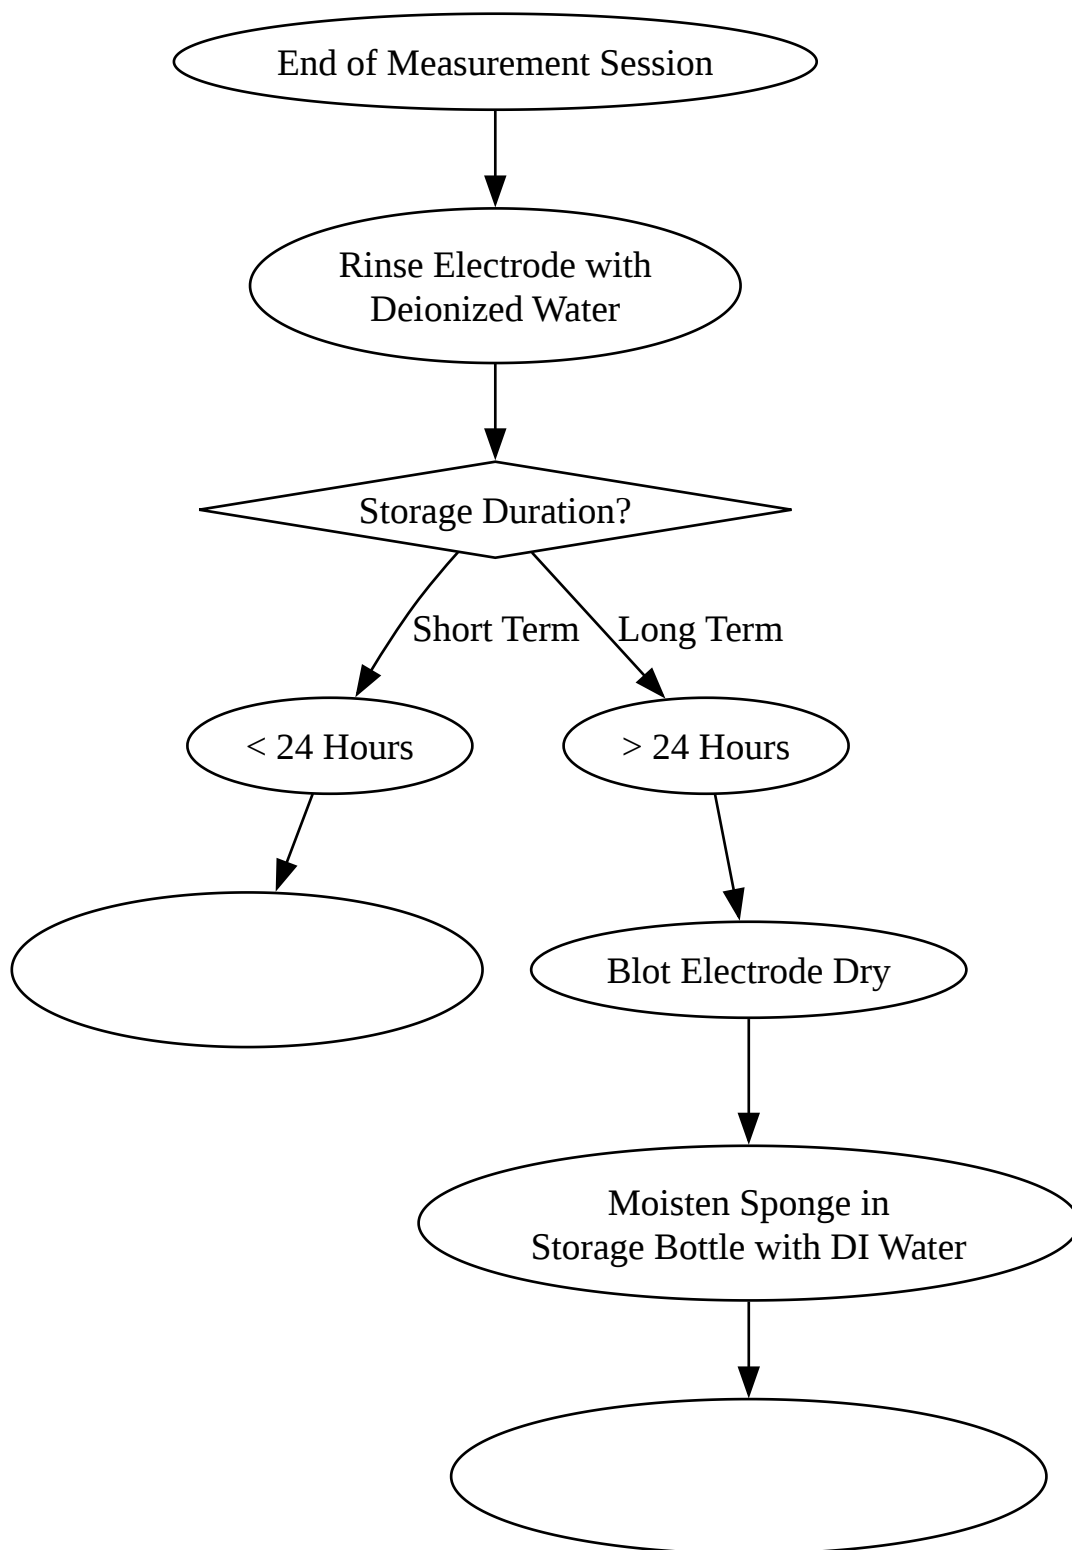 End of Measurement Session
Rinse Electrode with
Deionized Water
Storage Duration?
Short Term
Long Term
< 24 Hours
> 24 Hours
Blot Electrode Dry
Moisten Sponge in
Storage Bottle with DI Water